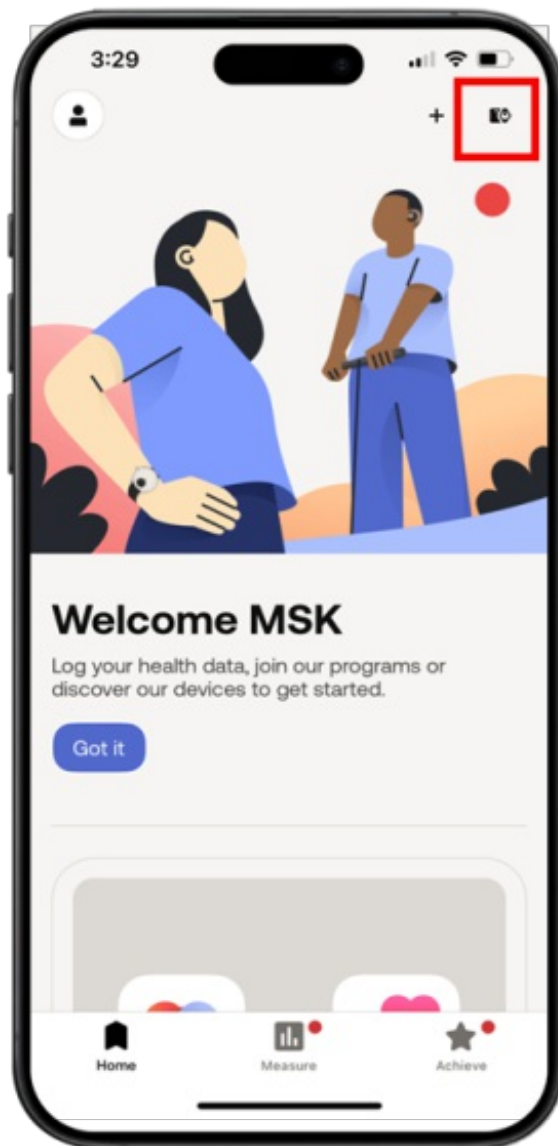 3:29
Welcome MSK
Log your health data, join our programs or
discover our devices to get started.
Got it
Home
Measure
Achieve